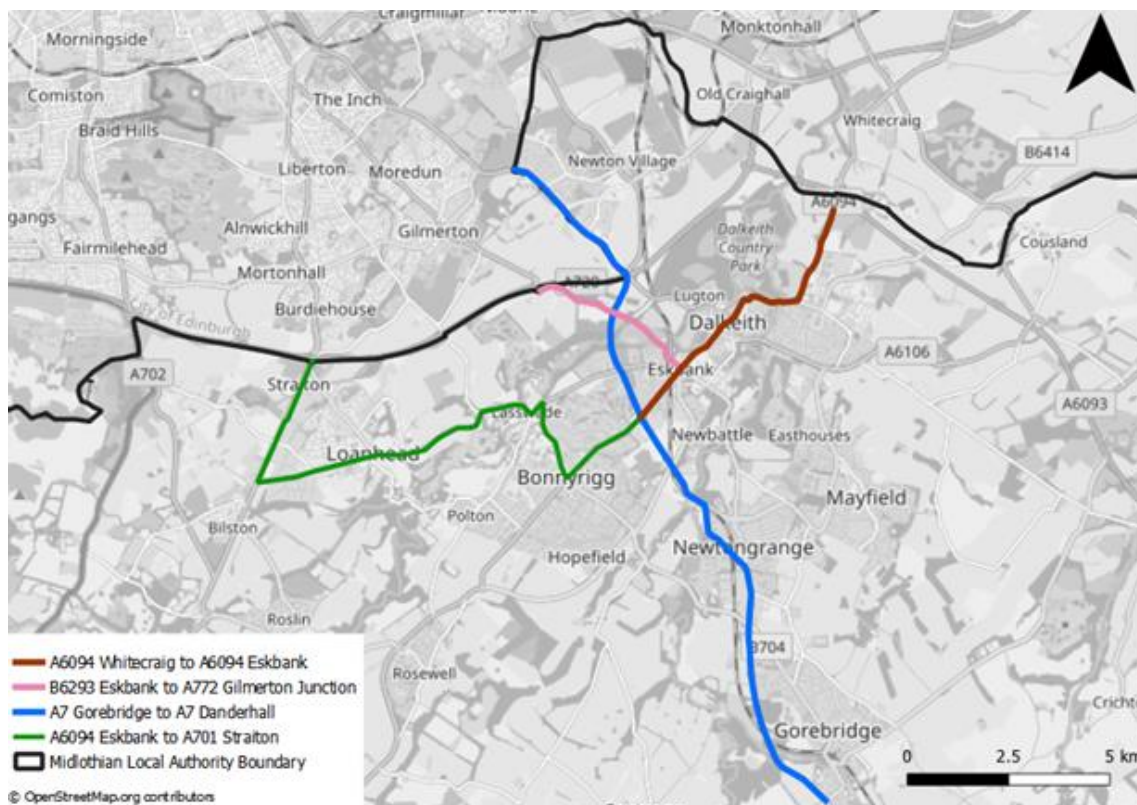 Craigmillar
Monktonhall
Morningside
Comiston
The Inch
Old Craighall
Whitecraig
Braid Hills
B6414
Liberton
Moredun
Newton Village
A6094
gangs
Alnwickhill
Gilmerton
Dalkeith
Country
Park
Cousland
Fairmilehead
Mortonhall
A720
Lugton
Burdiehouse
City of Edinburgh
Dalkeith
A702
Straiton
Eskbank
A6106
A6093
Lasswade
Newbattle
Easthouses
Loanhead
Bonnyrigg
Mayfield
Polton
Bilston
Hopefield
Newtongrange
Roslin
B704
Rosewell
Gorebridge
A6094 Whitecraig to A6094 Eskbank
B6293 Eskbank to A772 Gilmerton Junction
A7 Gorebridge to A7 Danderhall
A6094 Eskbank to A701 Straiton
Midlothian Local Authority Boundary
0 2.5 5 km
© OpenStreetMap.org contributors